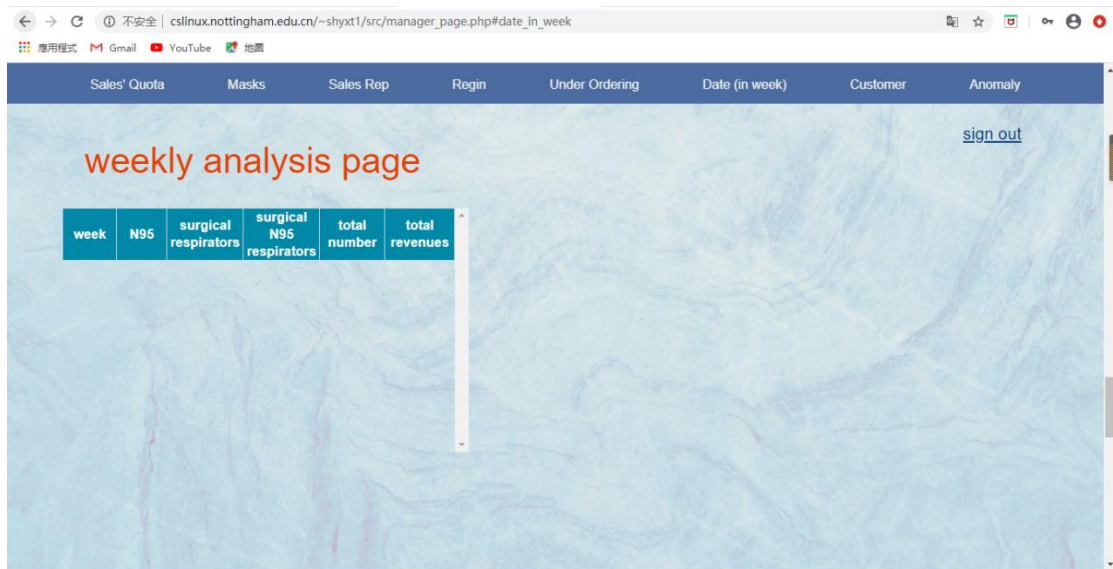 不安全 | cslinux.nottingham.edu.cn/~shyxt1/src/manager_page.php#date_in_week
應用程式 Gmail YouTube 地圖
Sales' Quota Masks Sales Rep Regin Under Ordering Date (in week) Customer Anomaly
sign out
weekly analysis page
week N95 surgical respirators surgical N95 respirators total number total revenues